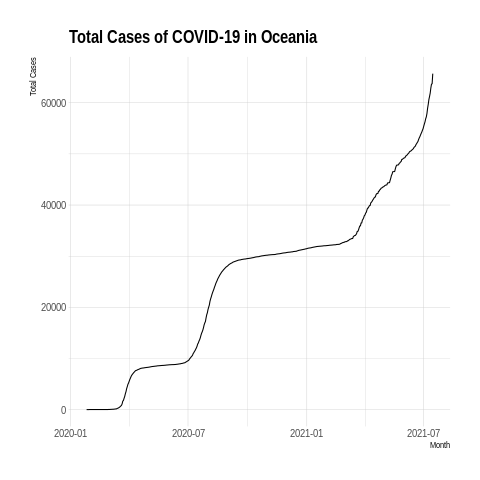 Total Cases of COVID-19 in Oceania
Total Cases
60000
40000
20000
0
2020-01 2020-07 2021-01 2021-07
Month